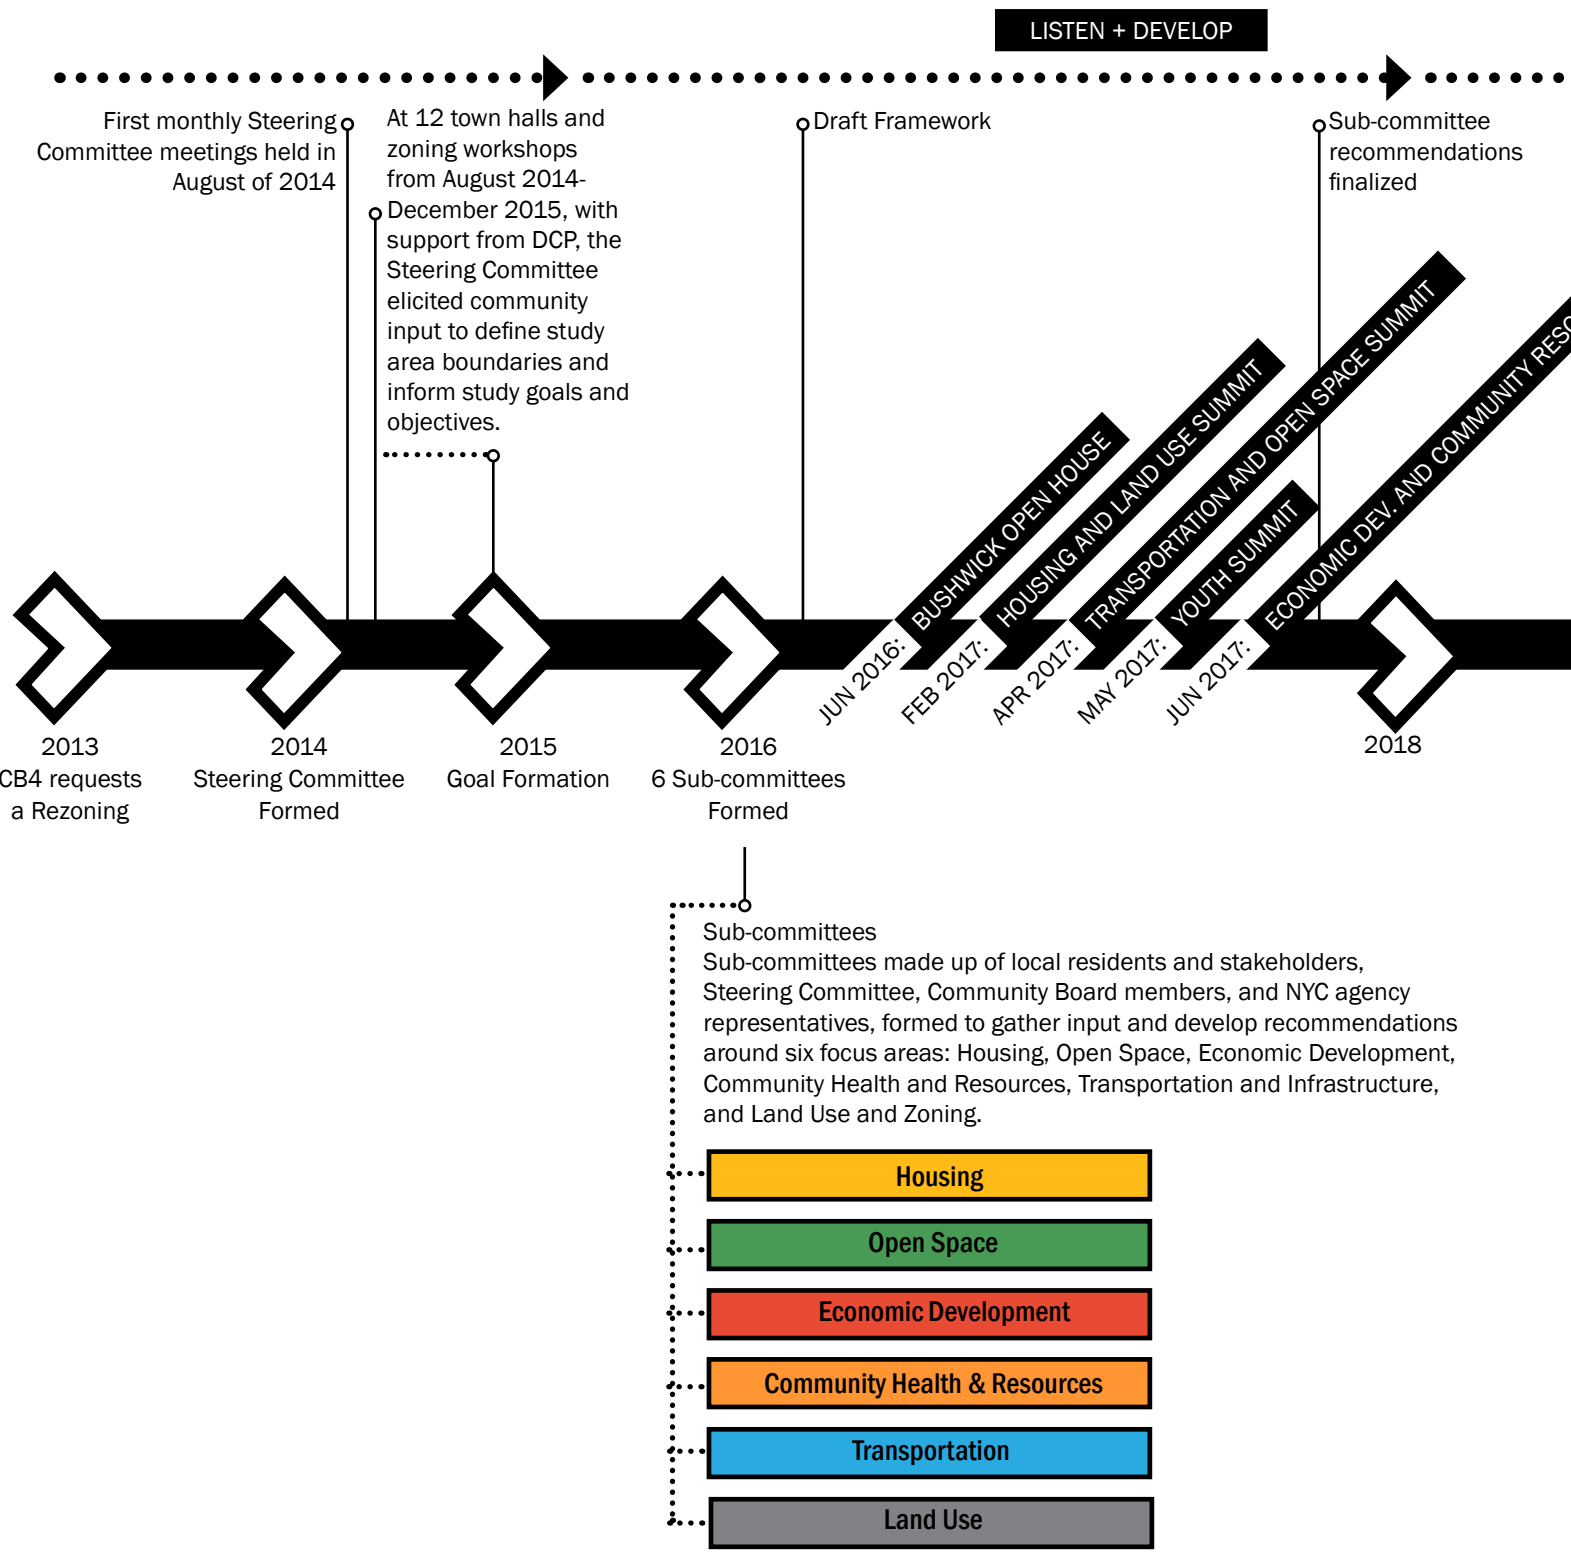 LISTEN + DEVELOP
First monthly Steering
Committee meetings held in
August of 2014
At 12 town halls and
zoning workshops
from August 2014-
December 2015, with
support from DCP, the
Steering Committee
elicited community
input to define study
area boundaries and
inform study goals and
objectives.
Draft Framework
Sub-committee
recommendations
finalized
JUN 2016: BUSHWICK OPEN HOUSE
FEB 2017: HOUSING AND LAND USE SUMMIT
APR 2017: TRANSPORTATION AND OPEN SPACE SUMMIT
MAY 2017: YOUTH SUMMIT
JUN 2017: ECONOMIC DEV. AND COMMUNITY
2013
CB4 requests
a Rezoning
2014
Steering Committee
Formed
2015
Goal Formation
2016
6 Sub-committees
Formed
2018
Sub-committees
Sub-committees made up of local residents and stakeholders,
Steering Committee, Community Board members, and NYC agency
representatives, formed to gather input and develop recommendations
around six focus areas: Housing, Open Space, Economic Development,
Community Health and Resources, Transportation and Infrastructure,
and Land Use and Zoning.
Housing
Open Space
Economic Development
Community Health & Resources
Transportation
Land Use